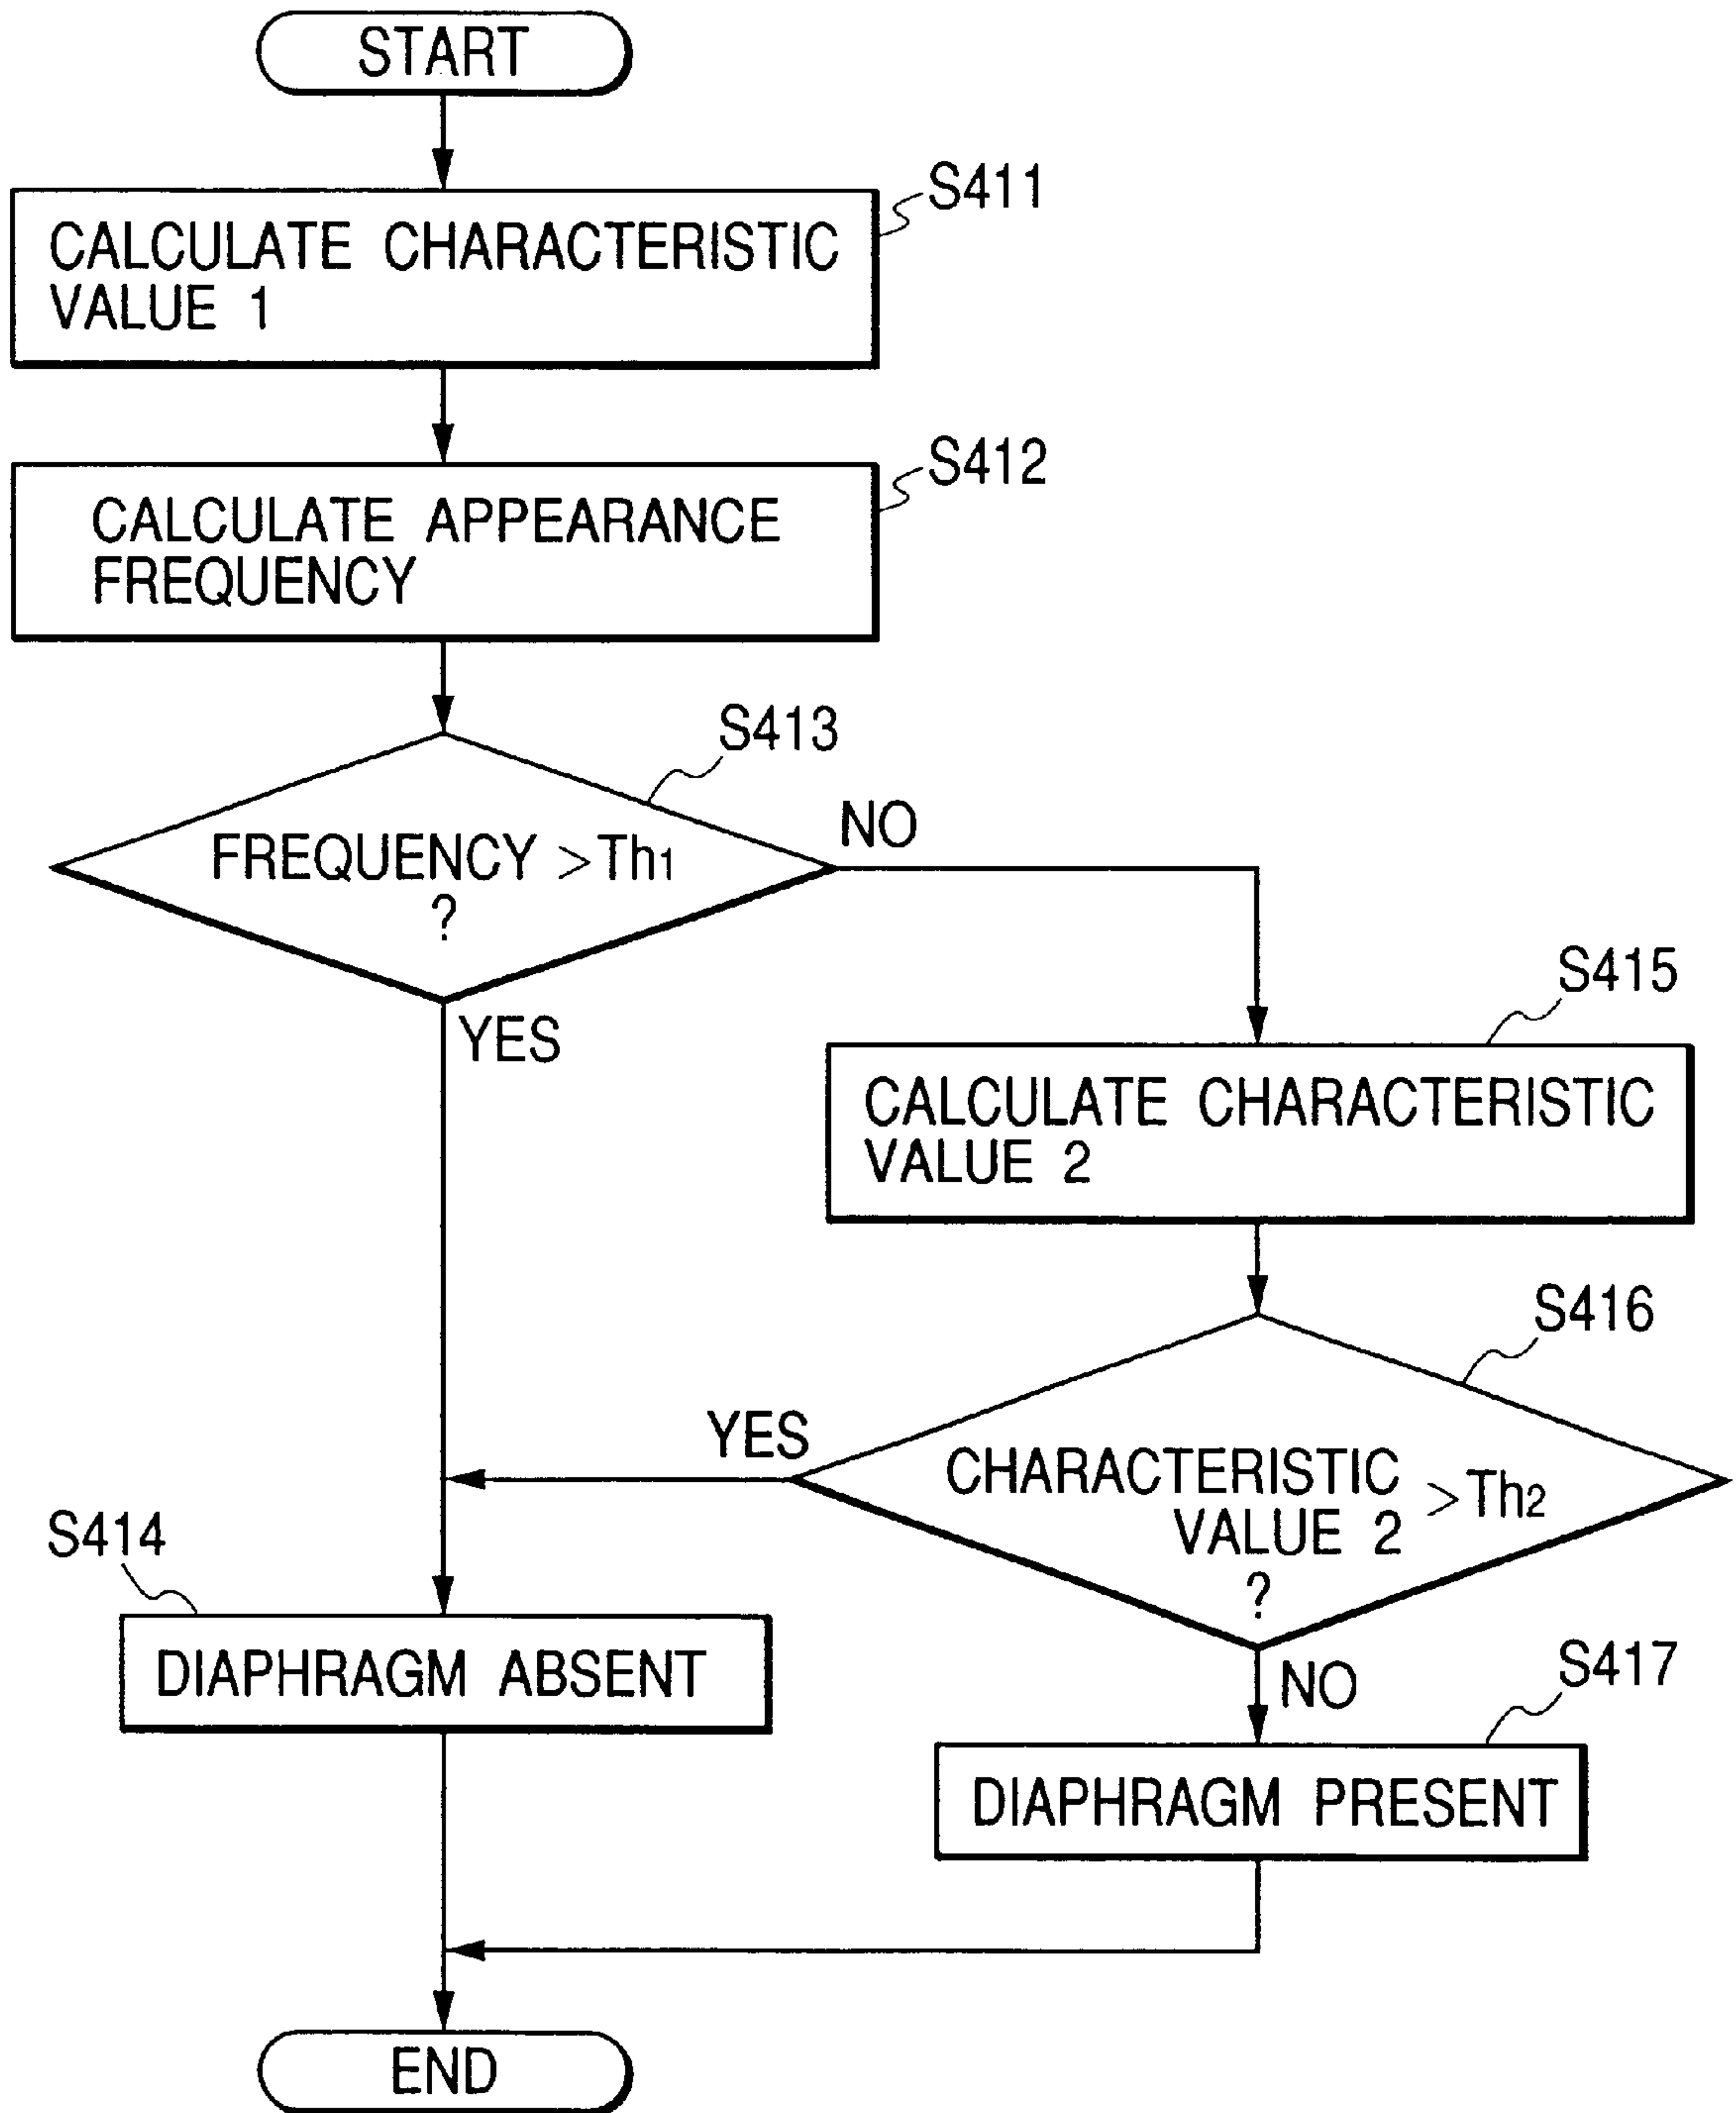 START
S411
CALCULATE CHARACTERISTIC
VALUE 1
S412
CALCULATE APPEARANCE
FREQUENCY
S413
FREQUENCY >Th1
?
NO
YES
S415
CALCULATE CHARACTERISTIC
VALUE 2
S416
CHARACTERISTIC
VALUE 2 >Th2
?
YES
NO
S414
DIAPHRAGM ABSENT
S417
DIAPHRAGM PRESENT
END